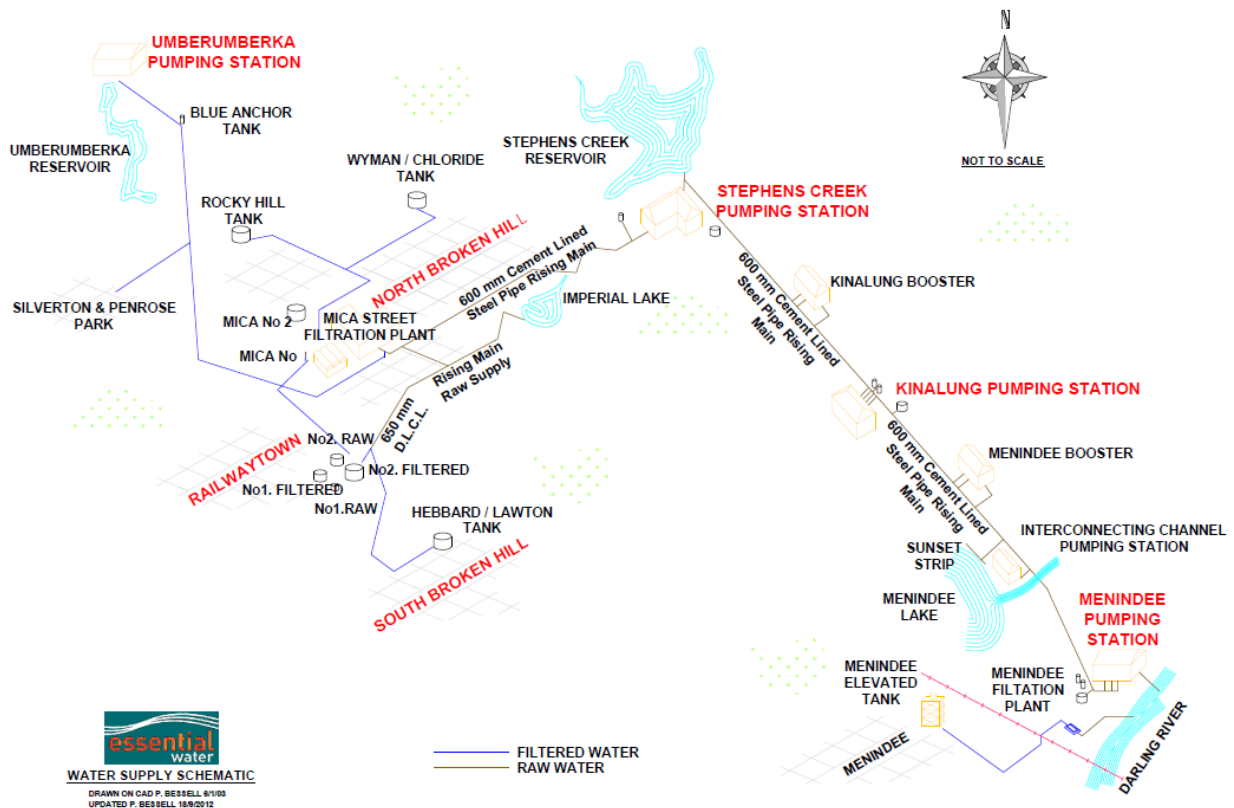 UMBERUMBERKA
PUMPING STATION
N
BLUE ANCHOR
TANK
UMBERUMBERKA
RESERVOIR
WYMAN / CHLORIDE
TANK
STEPHENS CREEK
RESERVOIR
NOT TO SCALE
STEPHENS CREEK
PUMPING STATION
ROCKY HILL
TANK
NORTH BROKEN HILL
600 mm Cement Lined
Steel Pipe Rising Main
600 mm Cement Lined
Steel Pipe Rising
Main
KINALUNG BOOSTER
SILVERTON & PENROSE
PARK
MICA No 2
MICA STREET
FILTRATION PLANT
IMPERIAL LAKE
MICA No
Rising Main
Raw Supply
650 mm
D.L.C.L.
KINALUNG PUMPING STATION
600 mm Cement Lined
Steel Pipe Rising
Main
RAILWAYTOWN
No2. RAW
No2. FILTERED
No1. FILTERED
No1.RAW
MENINDEE BOOSTER
HEBBARD / LAWTON
TANK
SOUTH BROKEN HILL
INTERCONNECTING CHANNEL
PUMPING STATION
SUNSET
STRIP
MENINDEE
LAKE
MENINDEE
PUMPING
STATION
MENINDEE
ELEVATED
TANK
MENINDEE
FILTATION
PLANT
MENINDEE
DARLING RIVER
essential
water
WATER SUPPLY SCHEMATIC
DRAWN ON CAD P. BESSELL 6/1/03
UPDATED P. BESSELL 18/9/2012
FILTERED WATER
RAW WATER